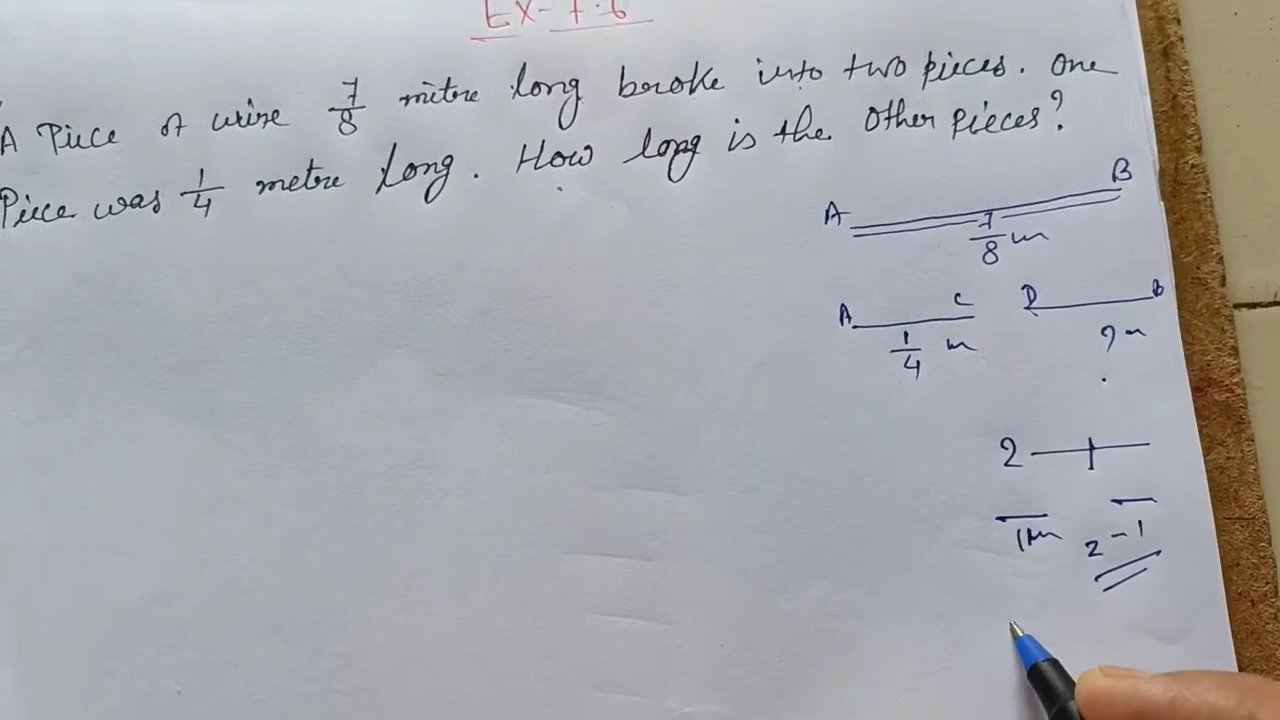 Ex- 7.6
A Piece of wire 7/8 metre long broke into two pieces. One
Piece was 1/4 metre long. How long is the other pieces?
A B
7/8 m
A C D B
1/4 m ? m
2
1m 2-1